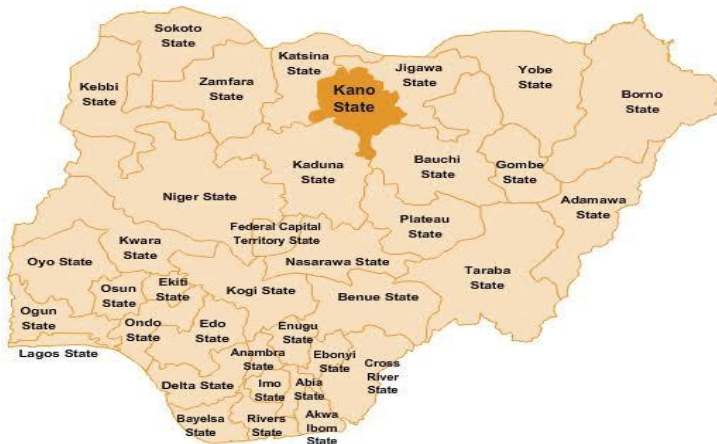 Sokoto
State
Katsina
State
Jigawa
State
Yobe
State
Kebbi
State
Zamfara
State
Kano
State
Borno
State
Kaduna
State
Bauchi
State
Gombe
State
Niger State
Adamawa
State
Plateau
State
Federal Capital
Territory State
Kwara
State
Oyo State
Nasarawa State
Taraba
State
Osun
State
Ekiti
State
Kogi State
Benue State
Ogun
State
Ondo
State
Edo
State
Enugu
State
Lagos State
Anambra
State
Ebonyi
State
Cross
River
State
Delta State
Imo
State
Abia
State
Bayelsa
State
Rivers
State
Akwa
Ibom
State